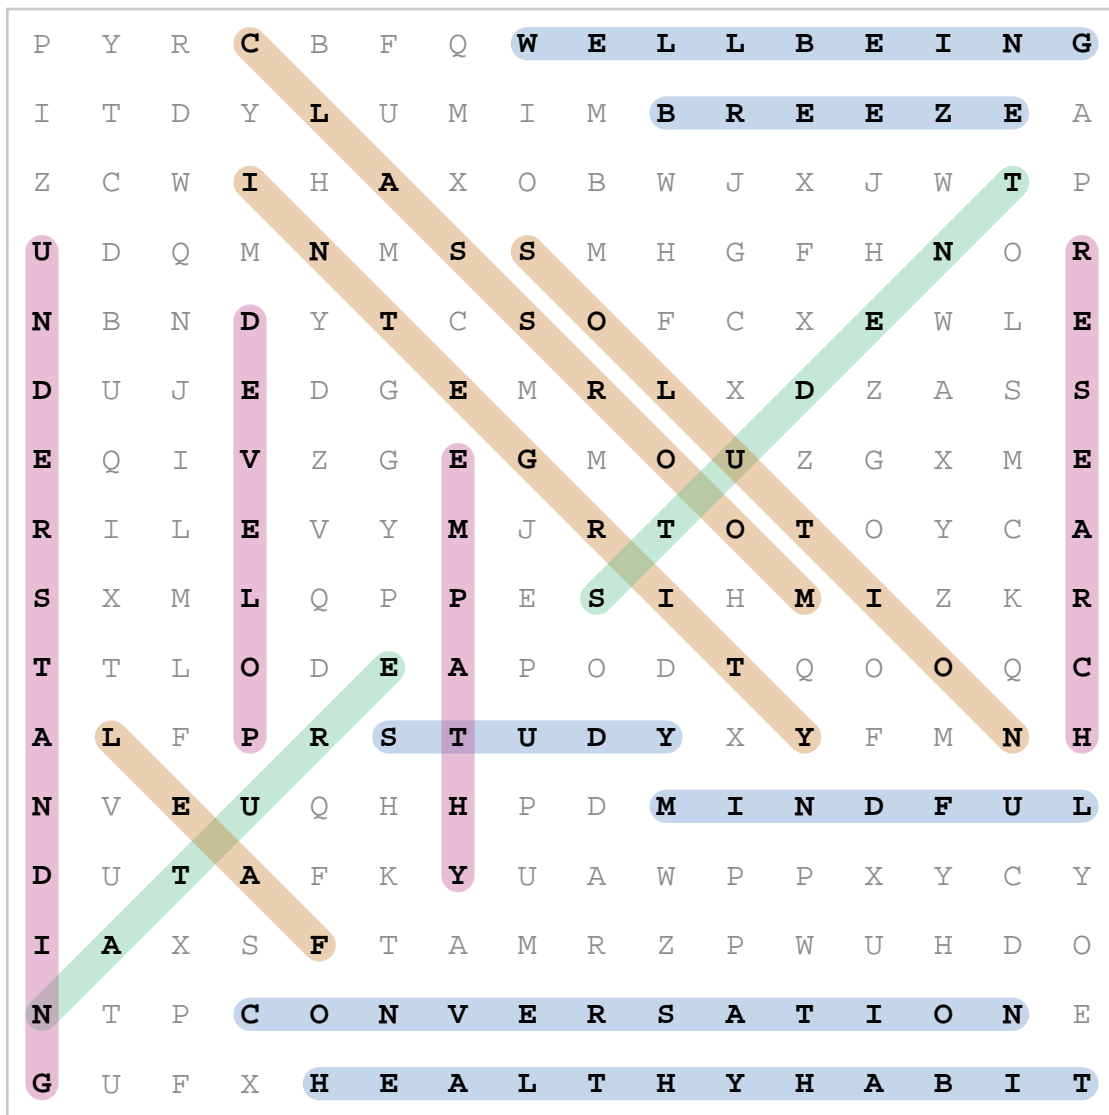 P Y R C B F Q W E L L B E I N G
I T D Y L U M I M B R E E Z E A
Z C W I H A X O B W J X J W T P
U D Q M N M S S M H G F H N O R
N B N D Y T C S O F C X E W L E
D U J E D G E M R L X D Z A S S
E Q I V Z G E G M O U Z G X M E
R I L E V Y M J R T O T O Y C A
S X M L Q P P E S I H M I Z K R
T T L O D E A P O D T Q O O Q C
A L F P R S T U D Y X Y F M N H
N V E U Q H H P D M I N D F U L
D U T A F K Y U A W P P X Y C Y
I A X S F T A M R Z P W U H D O
N T P C O N V E R S A T I O N E
G U F X H E A L T H Y H A B I T